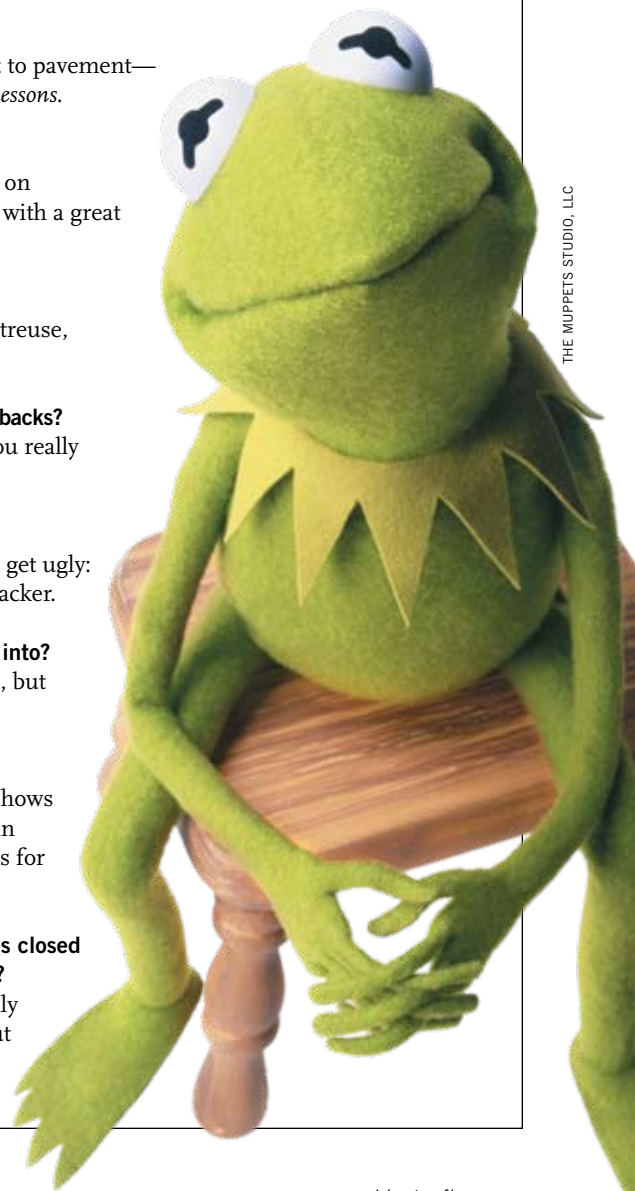 to pavement—
essons.
on
with a great
treuse,
backs?
ou really
get ugly:
acker.
into?
, but
hows
n
s for
s closed
?
ly
ut
THE MUPPETS STUDIO, LLC